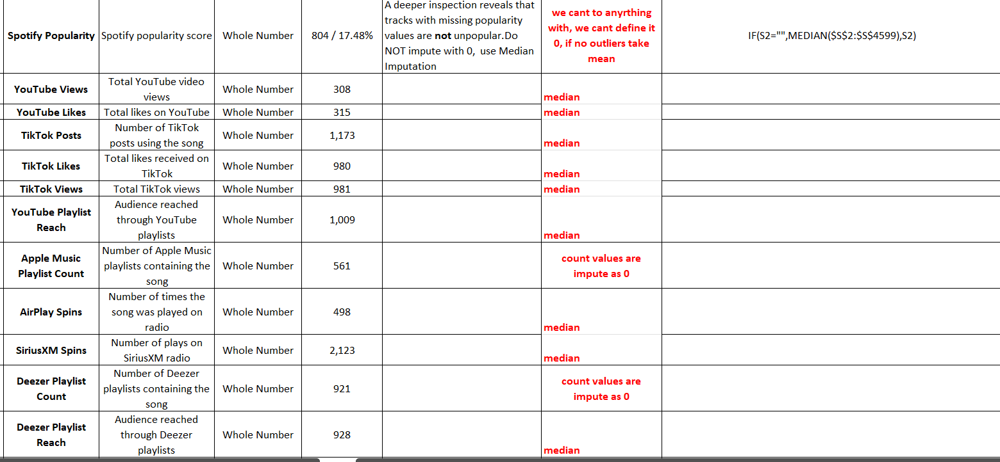 A deeper inspection reveals that
tracks with missing popularity
values are not unpopular.Do
NOT impute with 0,  use Median
Imputation
Spotify Popularity
Spotify popularity score
Whole Number
804 / 17.48%
we cant to anyrthing
with, we cant define it
0, if no outliers take
mean
IF(S2="",MEDIAN($S$2:$S$4599),S2)
YouTube Views
Total YouTube video
views
Whole Number
308
median
YouTube Likes
Total likes on YouTube
Whole Number
315
median
TikTok Posts
Number of TikTok
posts using the song
Whole Number
1,173
median
TikTok Likes
Total likes received on
TikTok
Whole Number
980
median
TikTok Views
Total TikTok views
Whole Number
981
median
YouTube Playlist
Reach
Audience reached
through YouTube
playlists
Whole Number
1,009
median
Apple Music
Playlist Count
Number of Apple Music
playlists containing the
song
Whole Number
561
count values are
impute as 0
AirPlay Spins
Number of times the
song was played on
radio
Whole Number
498
median
SiriusXM Spins
Number of plays on
SiriusXM radio
Whole Number
2,123
median
Deezer Playlist
Count
Number of Deezer
playlists containing the
song
Whole Number
921
count values are
impute as 0
Deezer Playlist
Reach
Audience reached
through Deezer
playlists
Whole Number
928
median